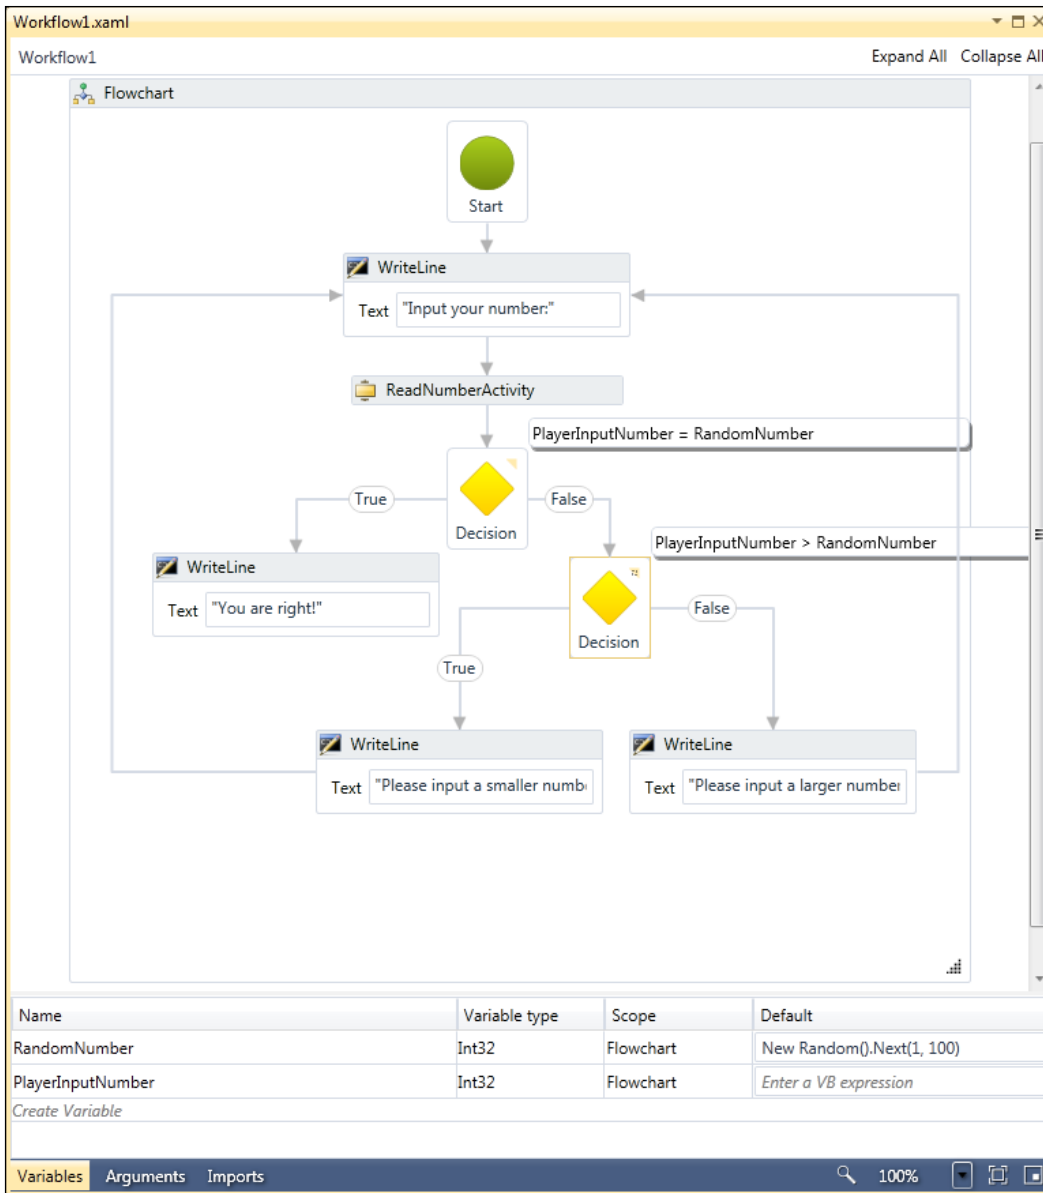 Workflow1.xaml
Workflow1 Expand All Collapse All
Flowchart
Start
WriteLine
Text "Input your number:"
ReadNumberActivity
PlayerInputNumber = RandomNumber
True False
Decision
PlayerInputNumber > RandomNumber
WriteLine
Text "You are right!"
False
Decision
True
WriteLine WriteLine
Text "Please input a smaller numb Text "Please input a larger number
Name Variable type Scope Default
RandomNumber Int32 Flowchart New Random().Next(1, 100)
PlayerInputNumber Int32 Flowchart Enter a VB expression
Create Variable
Variables Arguments Imports 100%